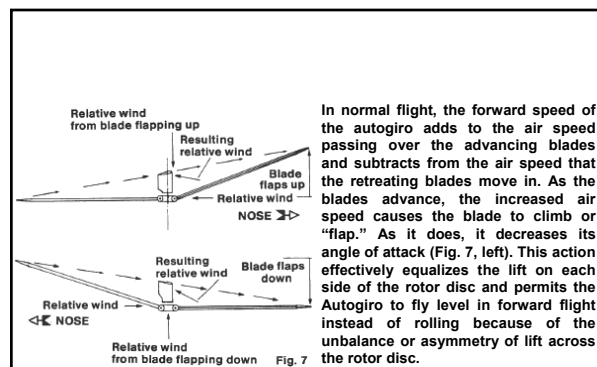 Relative wind
from blade flapping up
Resulting
relative wind
Blade
flaps up
Relative wind
NOSE
Resulting
relative wind
Blade flaps
down
Relative wind
NOSE
Relative wind
from blade flapping down
Fig. 7
In normal flight, the forward speed of
the autogiro adds to the air speed
passing over the advancing blades
and subtracts from the air speed that
the retreating blades move in. As the
blades advance, the increased air
speed causes the blade to climb or
“flap.” As it does, it decreases its
angle of attack (Fig. 7, left). This action
effectively equalizes the lift on each
side of the rotor disc and permits the
Autogiro to fly level in forward flight
instead of rolling because of the
unbalance or asymmetry of lift across
the rotor disc.